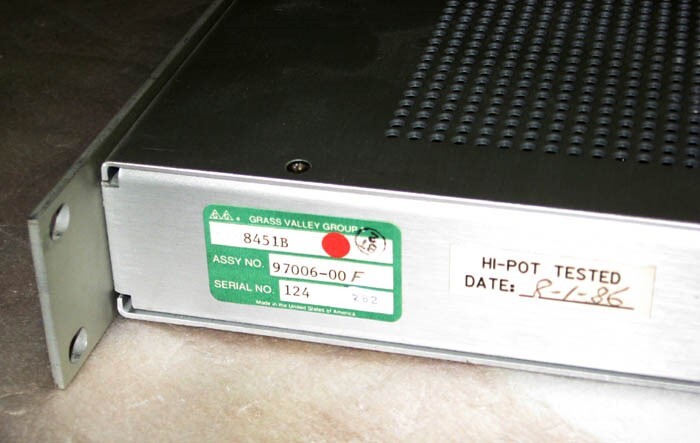 GRASS VALLEY GROUP
8451B
ASSY NO. 97006-00 F
SERIAL NO. 124 282
Made in the United States of America
HI-POT TESTED
DATE: 8-1-86